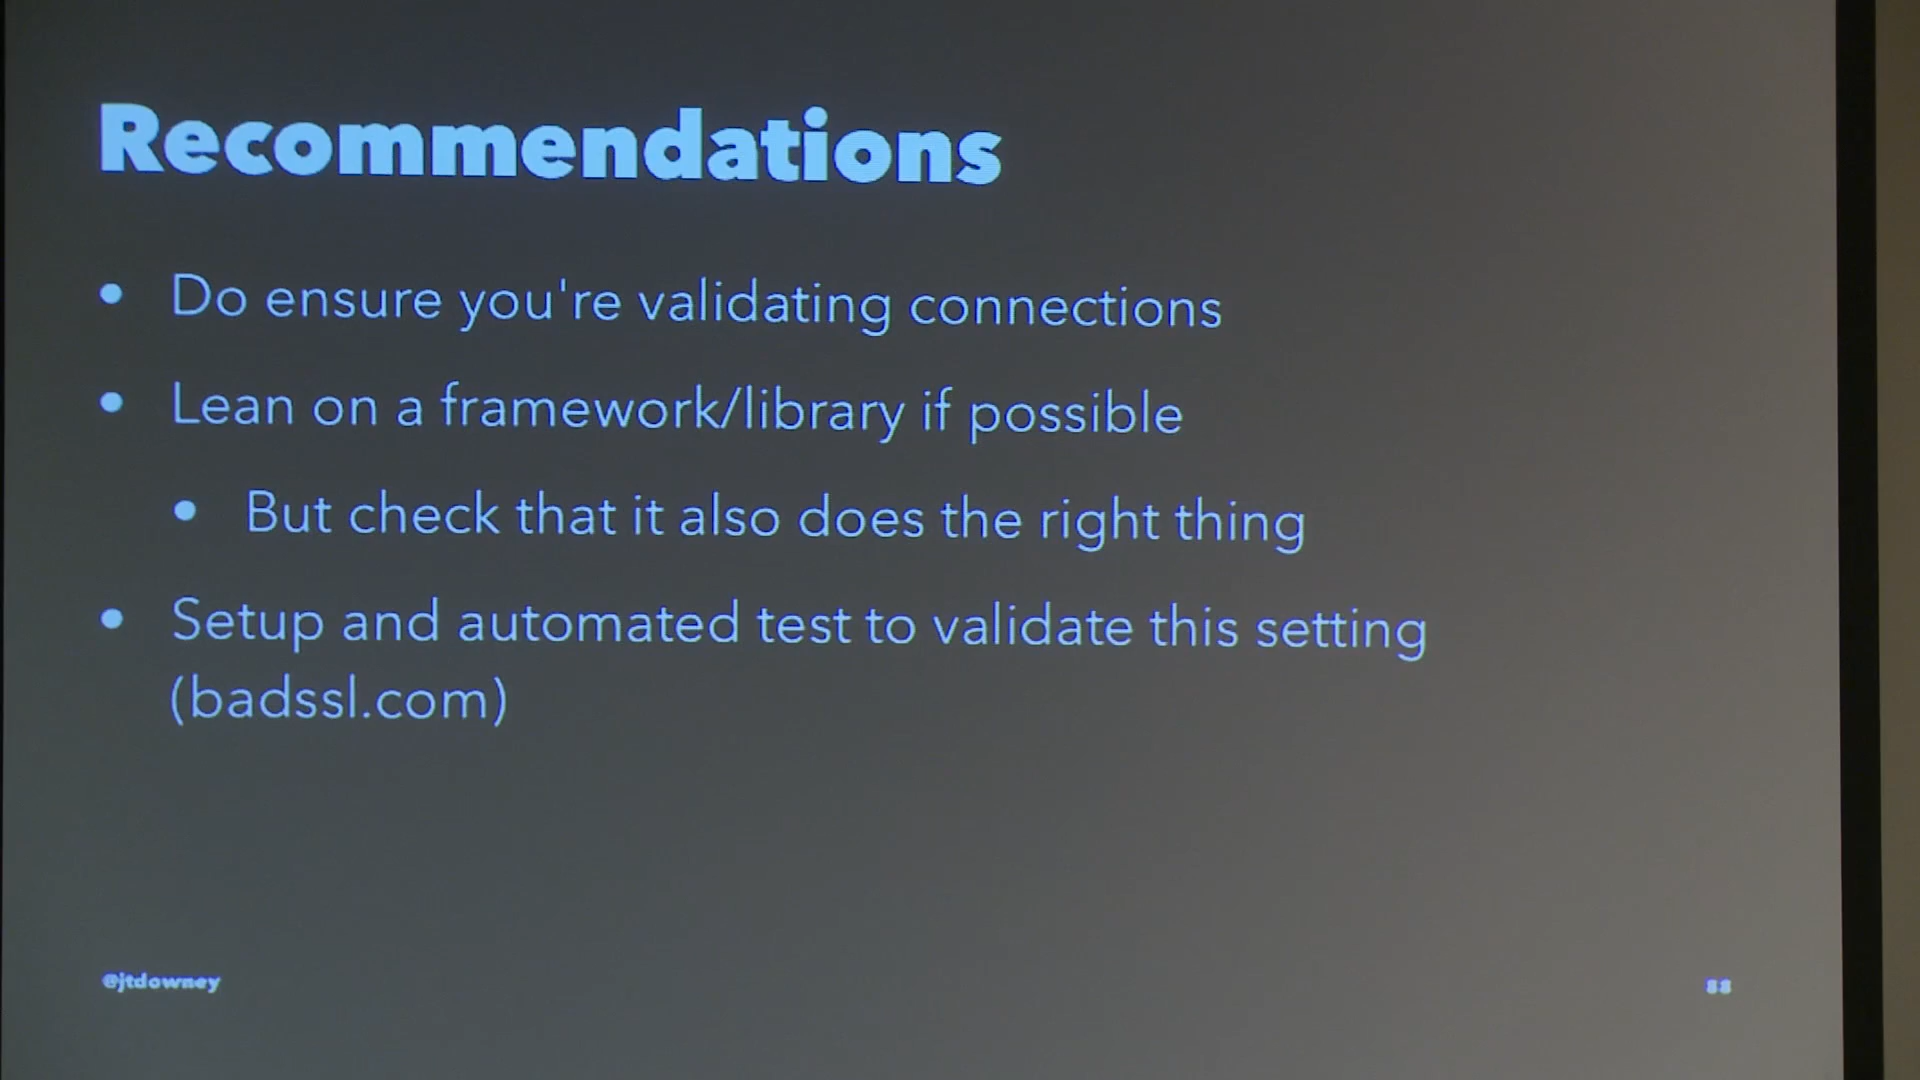 Recommendations
• Do ensure you're validating connections
• Lean on a framework/library if possible
• But check that it also does the right thing
• Setup and automated test to validate this setting
(badssl.com)
@jtdowney
88